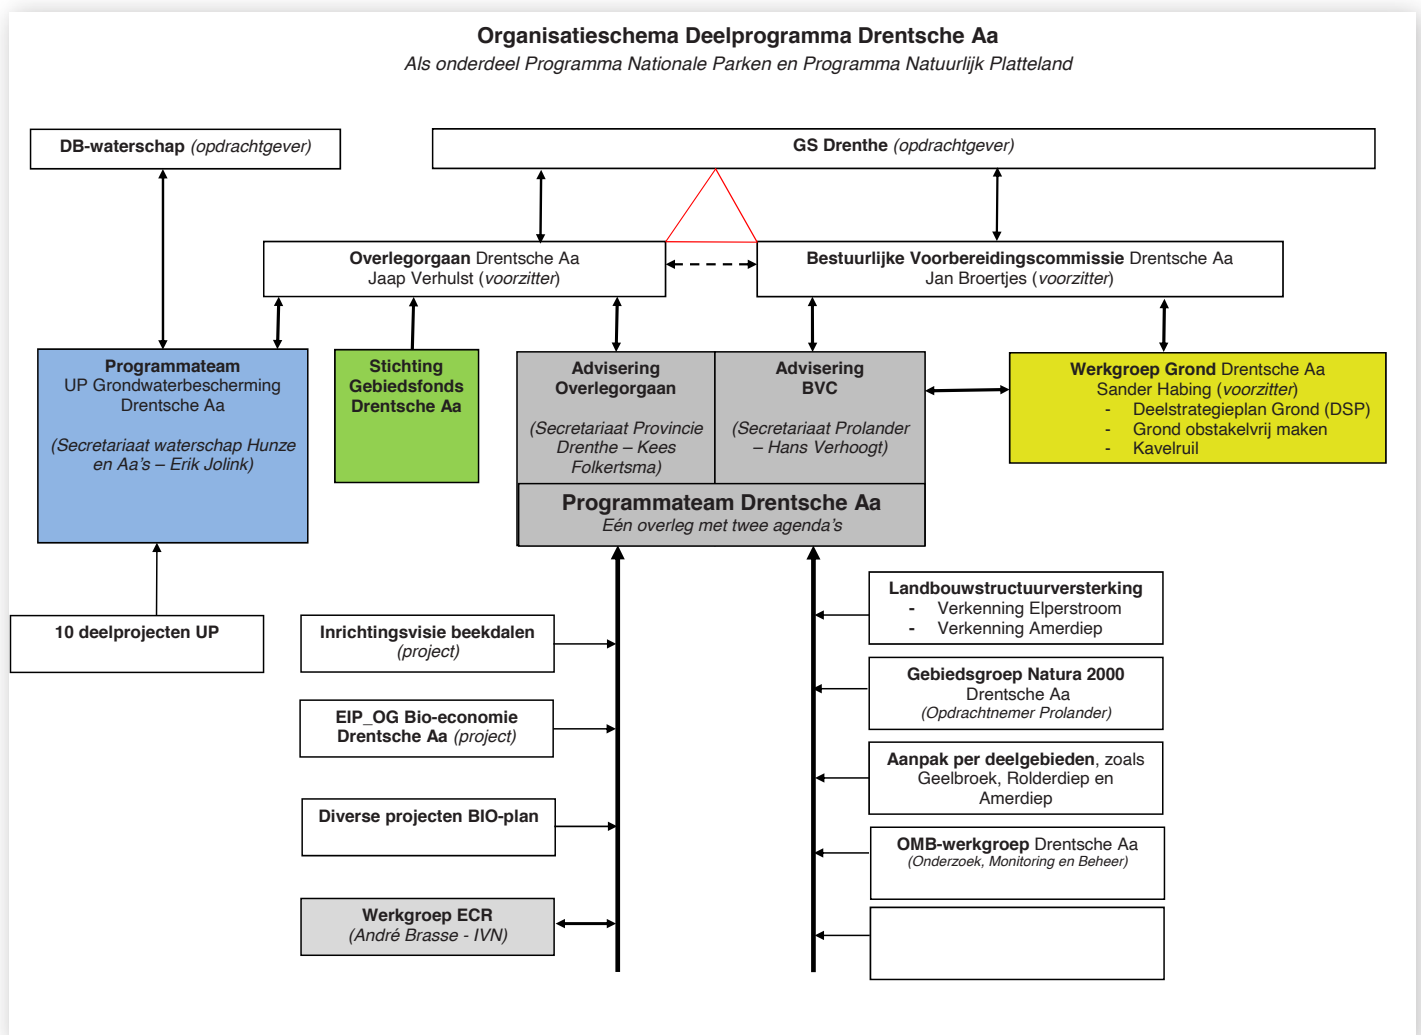 Organisatieschema Deelprogramma Drentsche Aa
Als onderdeel Programma Nationale Parken en Programma Natuurlijk Platteland
DB-waterschap (opdrachtgever)
GS Drenthe (opdrachtgever)
Overlegorgaan Drentsche Aa
Jaap Verhulst (voorzitter)
Bestuurlijke Voorbereidingscommissie Drentsche Aa
Jan Broertjes (voorzitter)
Programmateam
UP Grondwaterbescherming
Drentsche Aa
(Secretariaat waterschap Hunze
en Aa's – Erik Jolink)
Stichting
Gebiedsfonds
Drentsche Aa
Advisering
Overlegorgaan
(Secretariaat Provincie
Drenthe – Kees
Folkertsma)
Advisering
BVC
(Secretariaat Prolander
– Hans Verhoogt)
Werkgroep Grond Drentsche Aa
Sander Habing (voorzitter)
- Deelstrategieplan Grond (DSP)
- Grond obstakelvrij maken
- Kavelruil
Programmateam Drentsche Aa
Eén overleg met twee agenda's
10 deelprojecten UP
Inrichtingsvisie beekdalen
(project)
EIP_OG Bio-economie
Drentsche Aa (project)
Diverse projecten BIO-plan
Werkgroep ECR
(André Brasse - IVN)
Landbouwstructuurversterking
- Verkenning Elperstroom
- Verkenning Amerdiep
Gebiedsgroep Natura 2000
Drentsche Aa
(Opdrachtnemer Prolander)
Aanpak per deelgebieden, zoals
Geelbroek, Rolderdiep en
Amerdiep
OMB-werkgroep Drentsche Aa
(Onderzoek, Monitoring en Beheer)